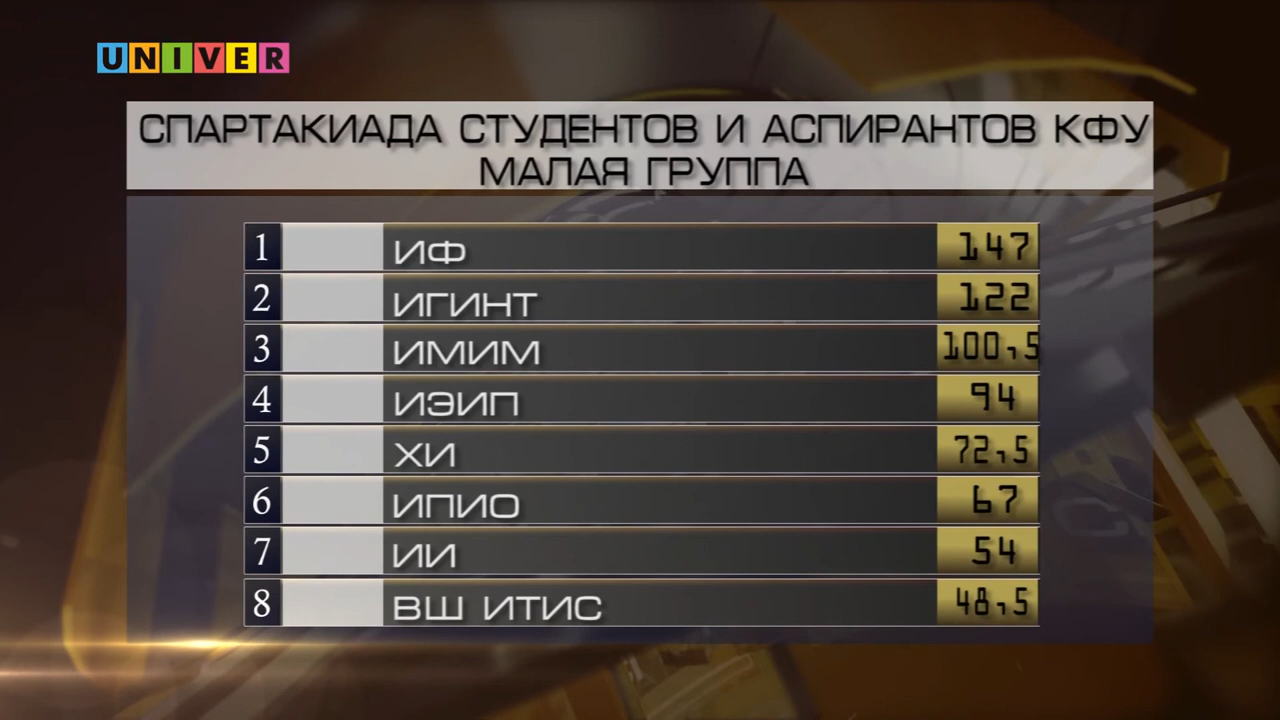 UNIVER
СПАРТАКИАДА СТУДЕНТОВ И АСПИРАНТОВ КФУ
МАЛАЯ ГРУППА
1 ИФ 147
2 ИГИНТ 122
3 ИМИМ 100,5
4 ИЭИП 94
5 ХИ 72,5
6 ИПИО 67
7 ИИ 54
8 ВШ ИТИС 48,5